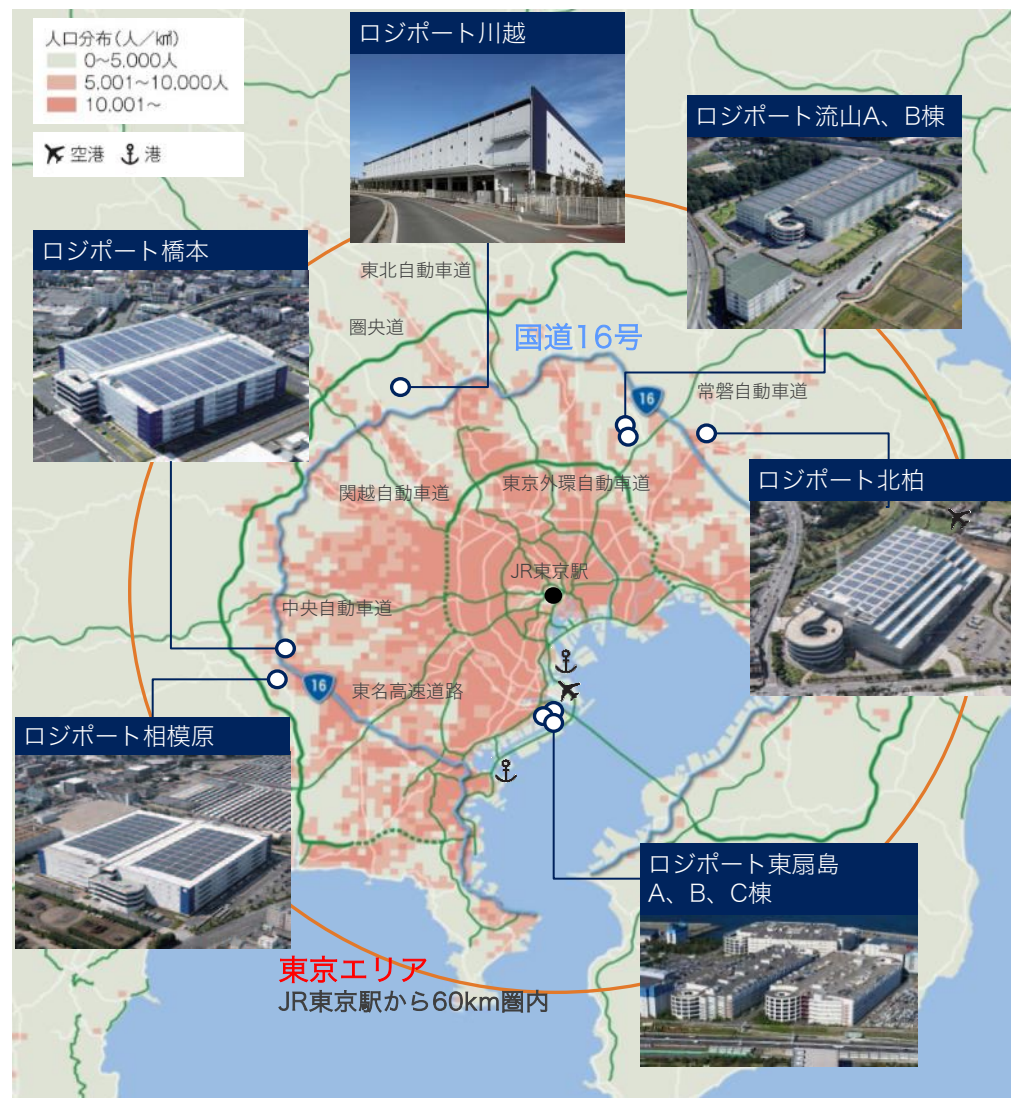 人口分布(人/㎢)
0~5,000人
5,001~10,000人
10,001~
空港 港
ロジポート川越
ロジポート流山A、B棟
ロジポート橋本
東北自動車道
圏央道
国道16号
常磐自動車道
16
ロジポート北柏
関越自動車道
東京外環自動車道
JR東京駅
中央自動車道
16
東名高速道路
ロジポート相模原
ロジポート東扇島
A、B、C棟
東京エリア
JR東京駅から60km圏内